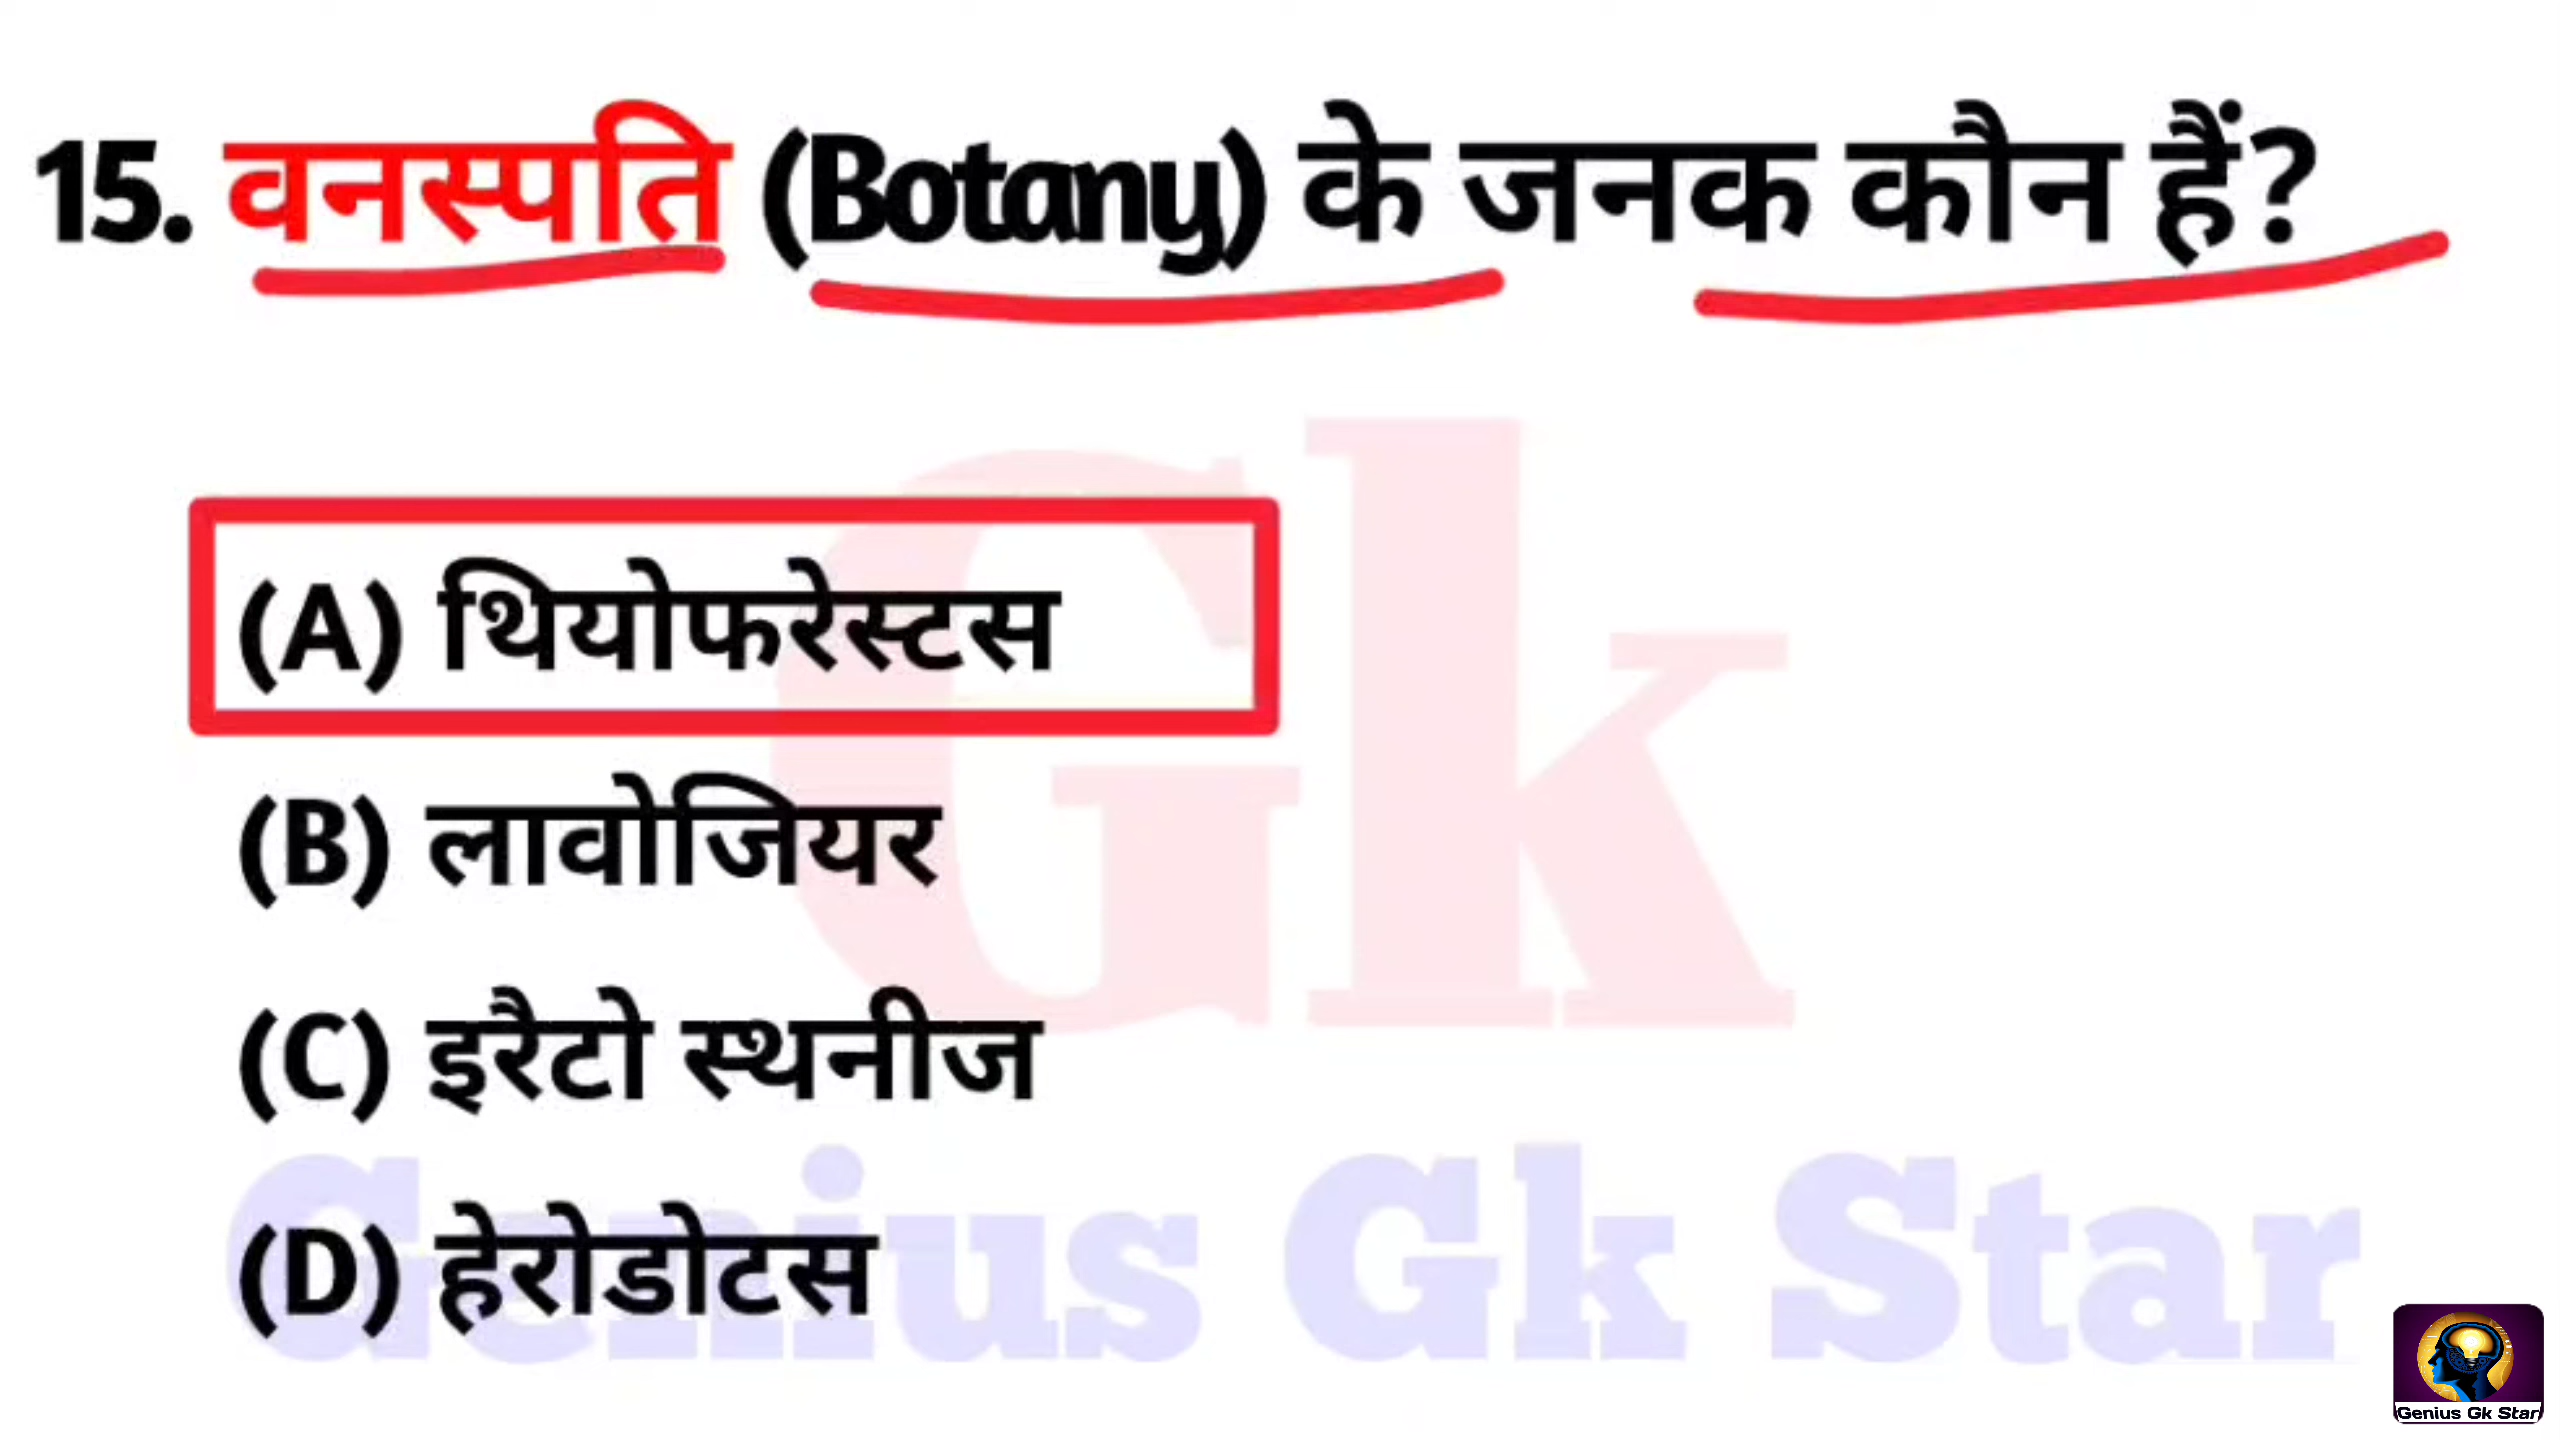 15. वनस्पति (Botany) के जनक कौन हैं?
Gk
(A) थियोफरेस्टस
(B) लावोजियर
(C) इरैटो स्थनीज
(D) हेरोडोटस
Genius Gk Star
Genius Gk Star